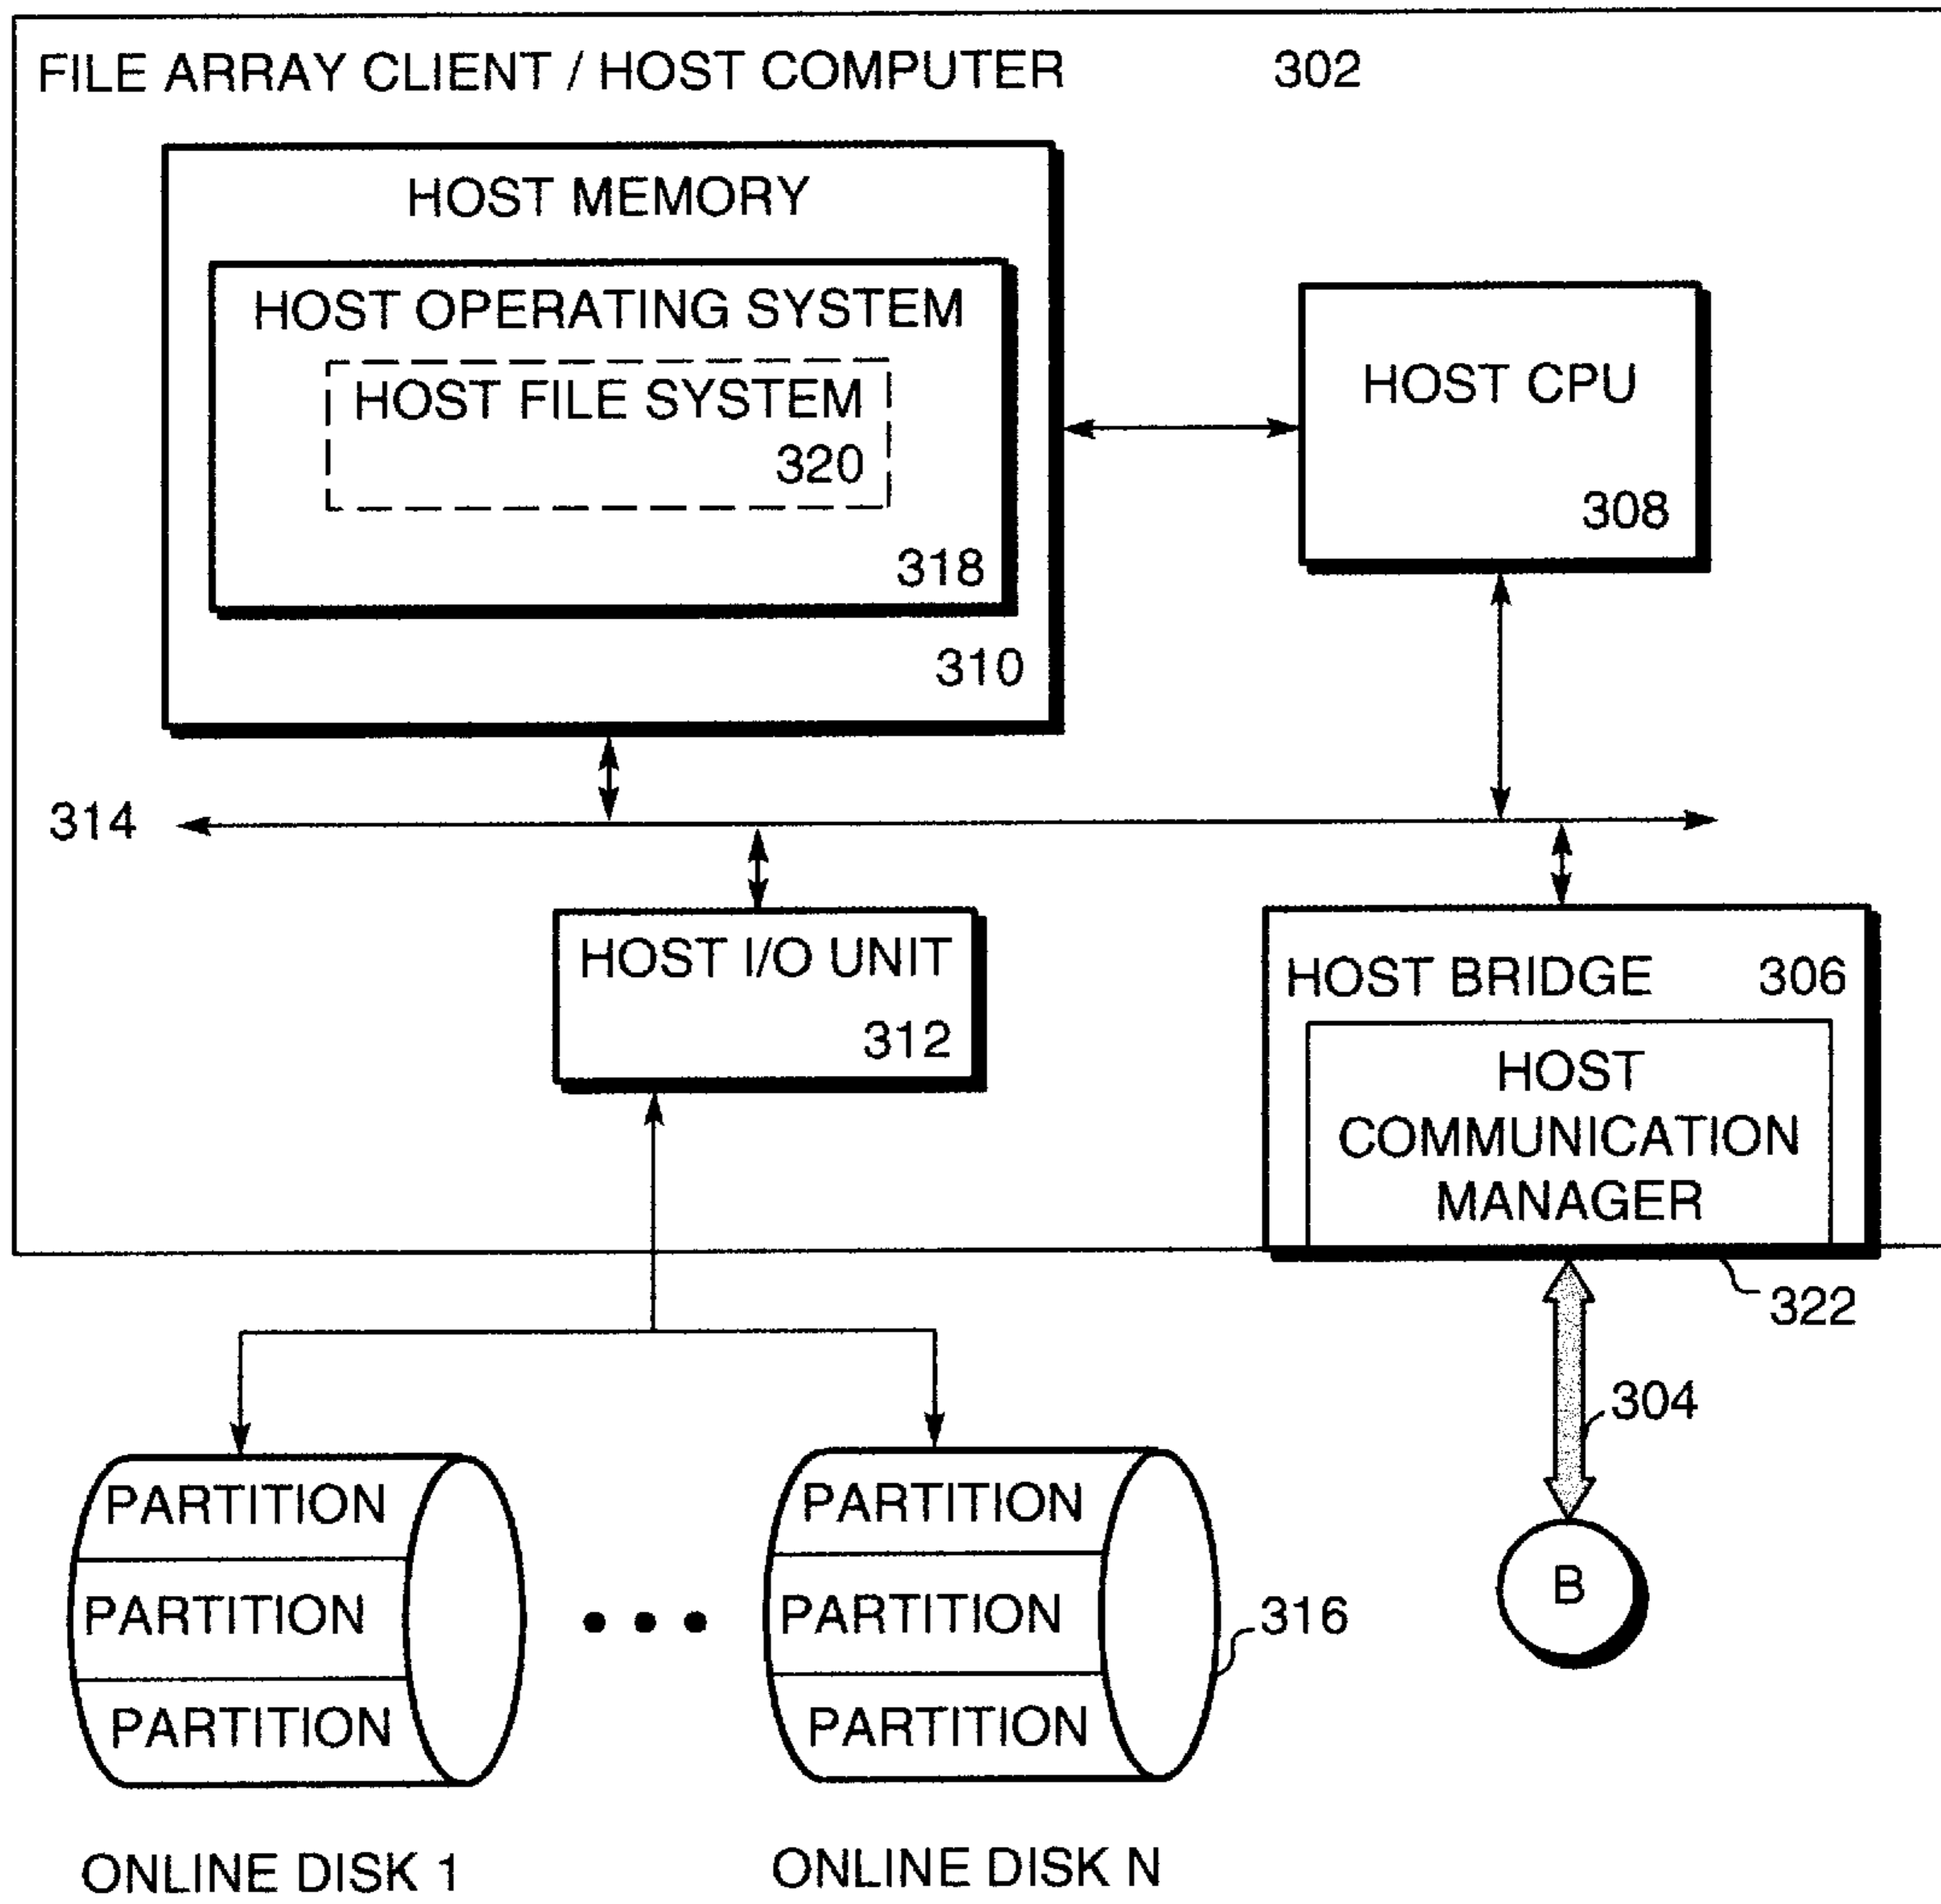 FILE ARRAY CLIENT / HOST COMPUTER 302
HOST MEMORY
HOST OPERATING SYSTEM
HOST FILE SYSTEM
320
318
310
HOST CPU
308
314
HOST I/O UNIT
312
HOST BRIDGE 306
HOST
COMMUNICATION
MANAGER
322
304
B
PARTITION
PARTITION
PARTITION
PARTITION
PARTITION
PARTITION
316
ONLINE DISK 1
ONLINE DISK N